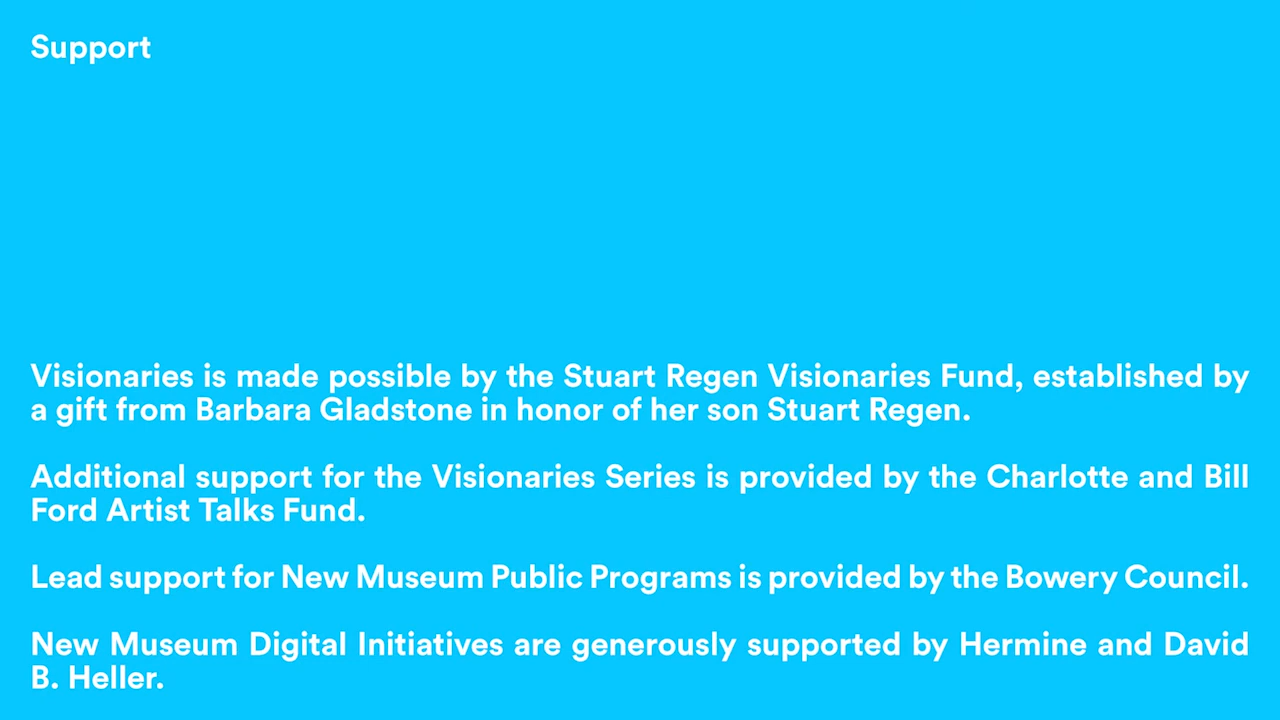 Support
Visionaries is made possible by the Stuart Regen Visionaries Fund, established by
a gift from Barbara Gladstone in honor of her son Stuart Regen.
Additional support for the Visionaries Series is provided by the Charlotte and Bill
Ford Artist Talks Fund.
Lead support for New Museum Public Programs is provided by the Bowery Council.
New Museum Digital Initiatives are generously supported by Hermine and David
B. Heller.